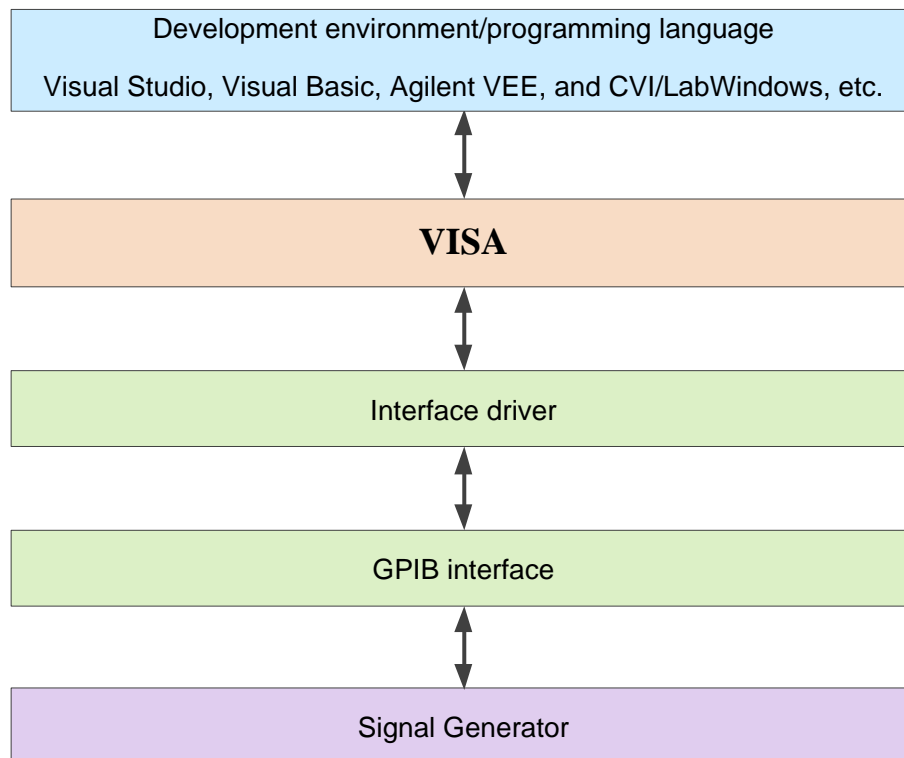 Development environment/programming language
Visual Studio, Visual Basic, Agilent VEE, and CVI/LabWindows, etc.
VISA
Interface driver
GPIB interface
Signal Generator